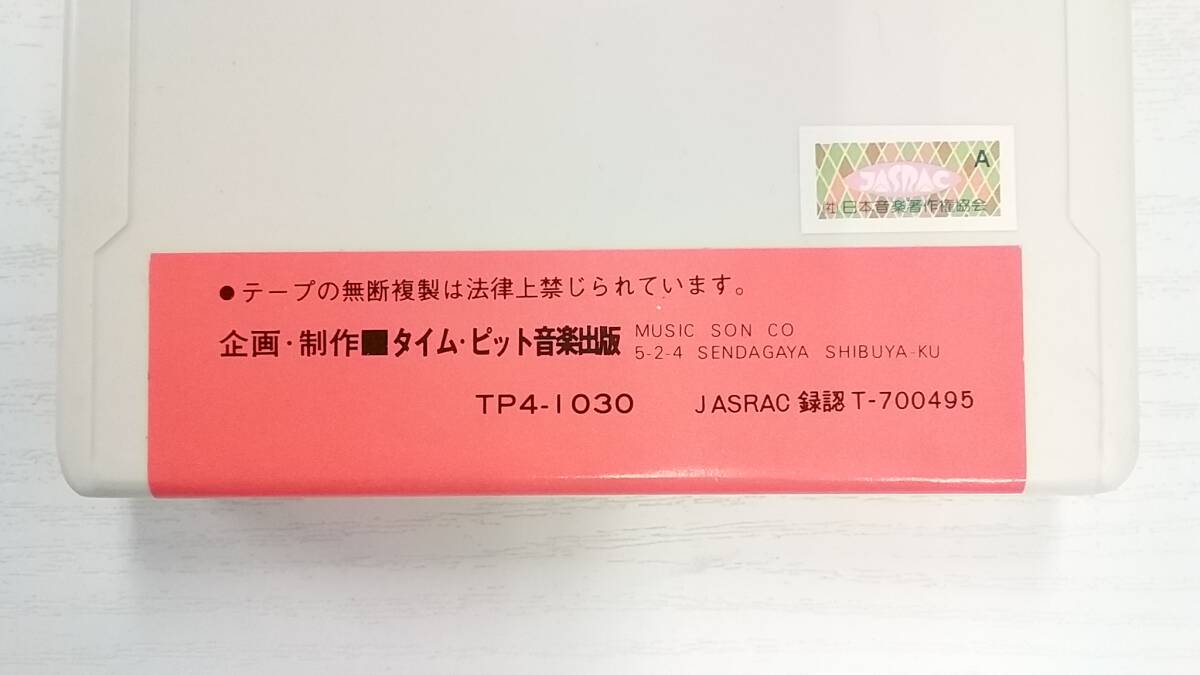 A
JASRAC
社 日本音楽著作権協会
●テープの無断複製は法律上禁じられています。
企画・制作■タイム・ピット音楽出版 MUSIC SON CO
5-2-4 SENDAGAYA SHIBUYA-KU
TP4-1030 JASRAC 録認 T-700495